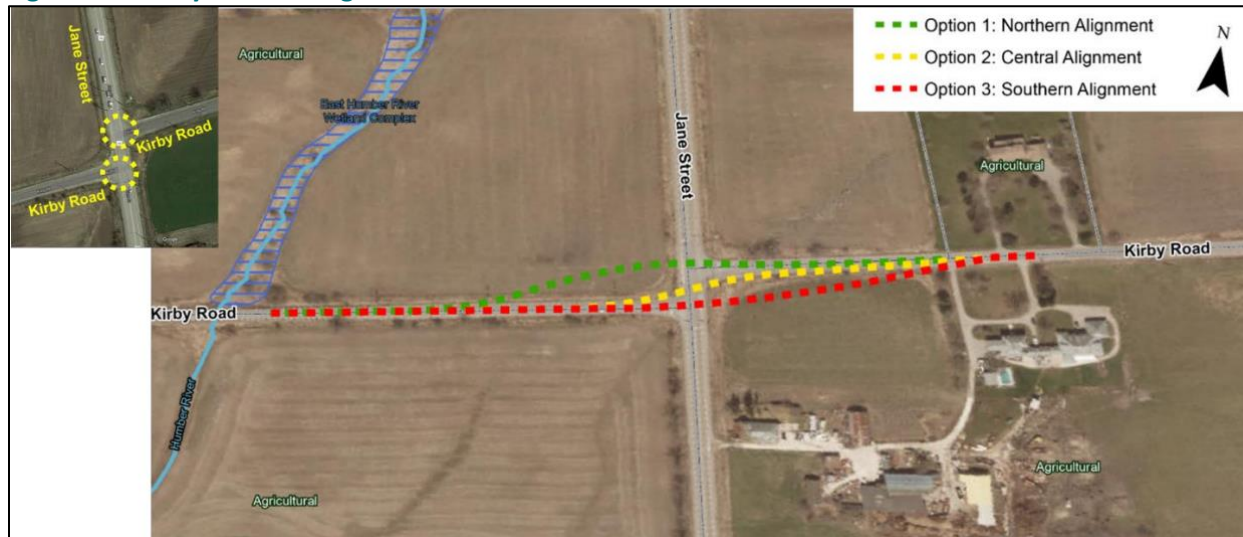 Option 1: Northern Alignment
Option 2: Central Alignment
Option 3: Southern Alignment
N
Jane Street
Kirby Road
Kirby Road
Agricultural
East Humber River
Wetland Complex
Jane Street
Agricultural
Kirby Road
Kirby Road
Humber River
Agricultural
Agricultural